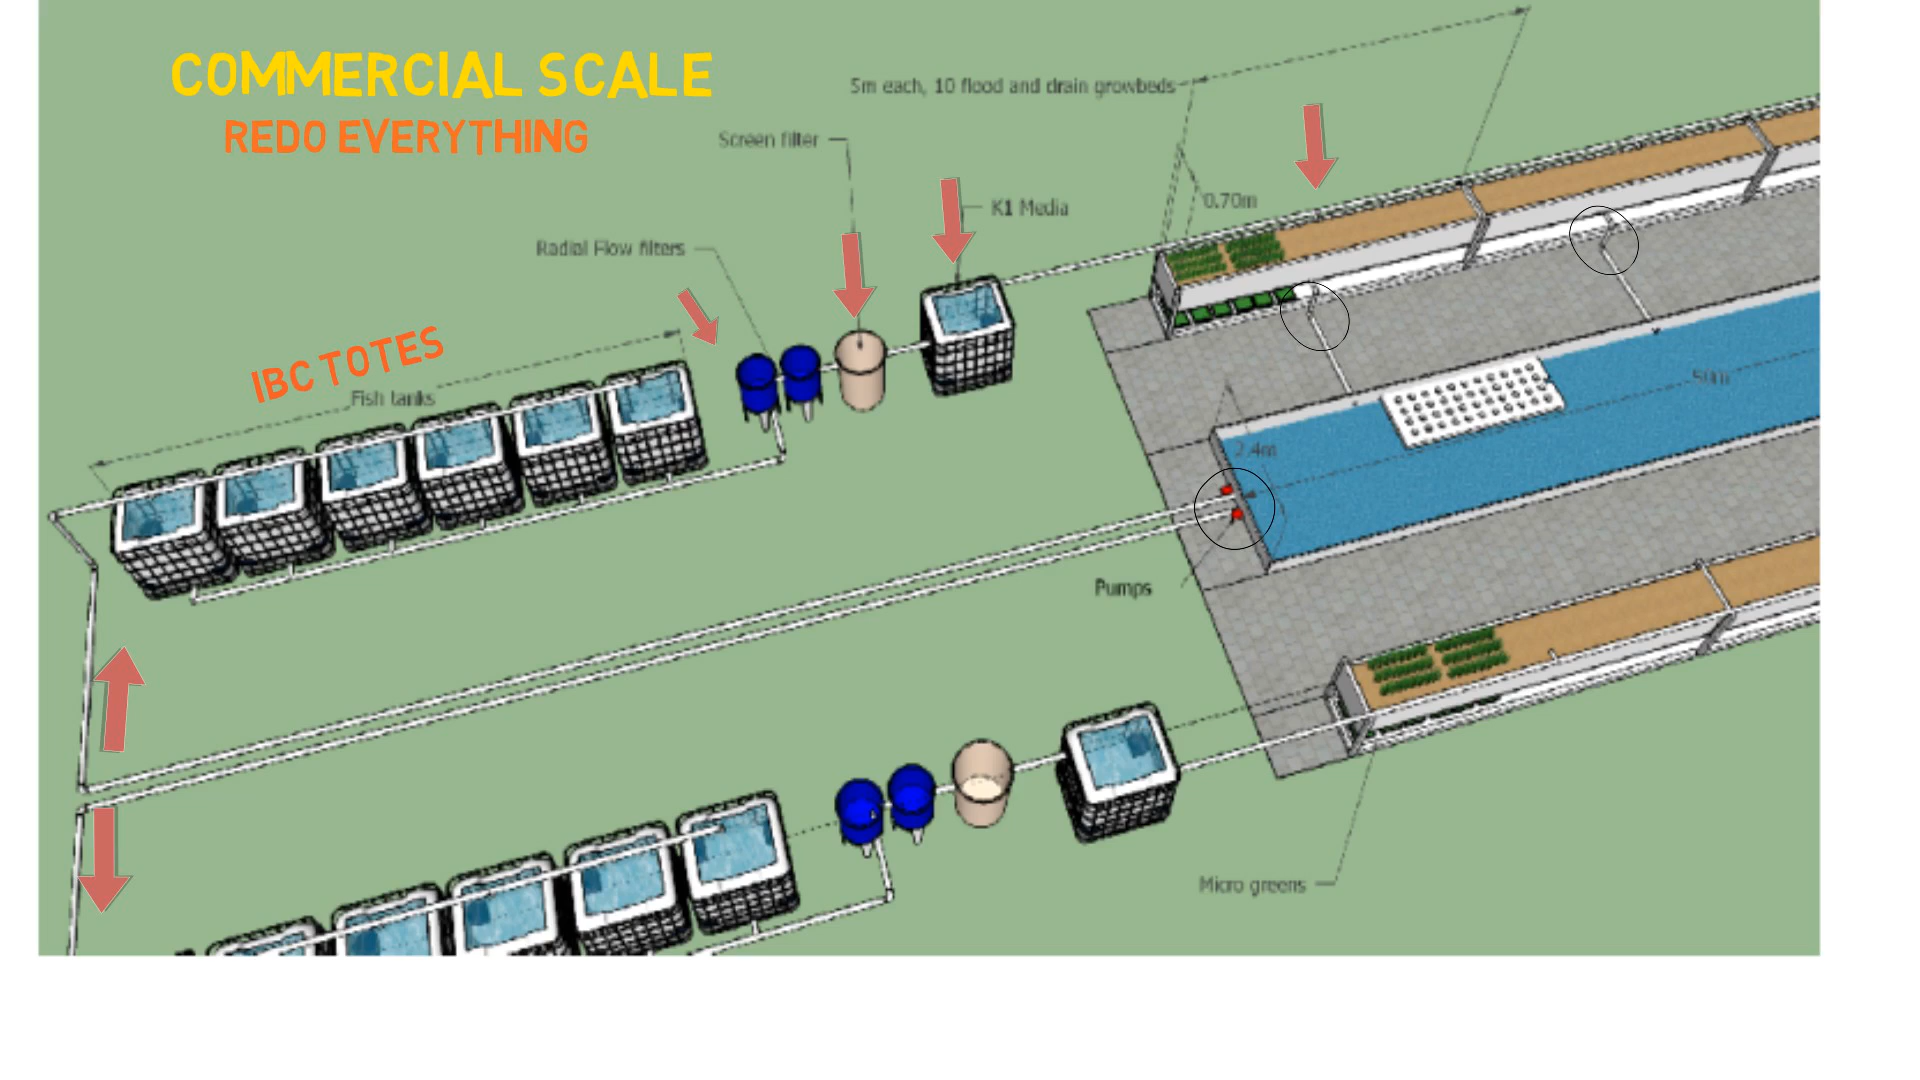 COMMERCIAL SCALE
REDO EVERYTHING
5m each, 10 flood and drain growbeds
Screen filter
K1 Media
0.70m
Radial Flow filters
IBC TOTES
Fish tanks
50m
2.4m
Pumps
Micro greens